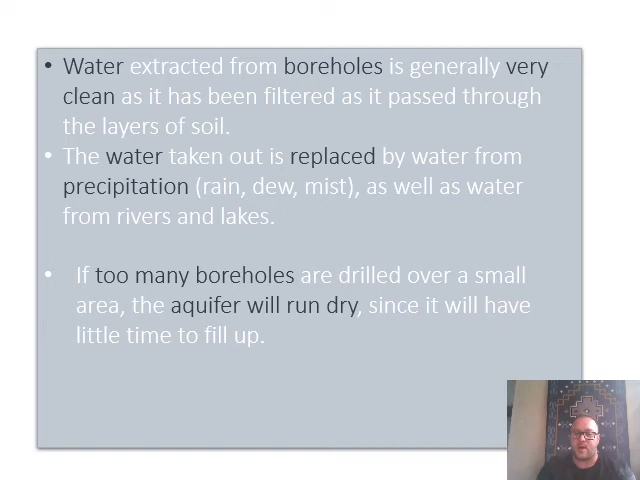 • Water extracted from boreholes is generally very
clean as it has been filtered as it passed through
the layers of soil.
• The water taken out is replaced by water from
precipitation (rain, dew, mist), as well as water
from rivers and lakes.
• If too many boreholes are drilled over a small
area, the aquifer will run dry, since it will have
little time to fill up.